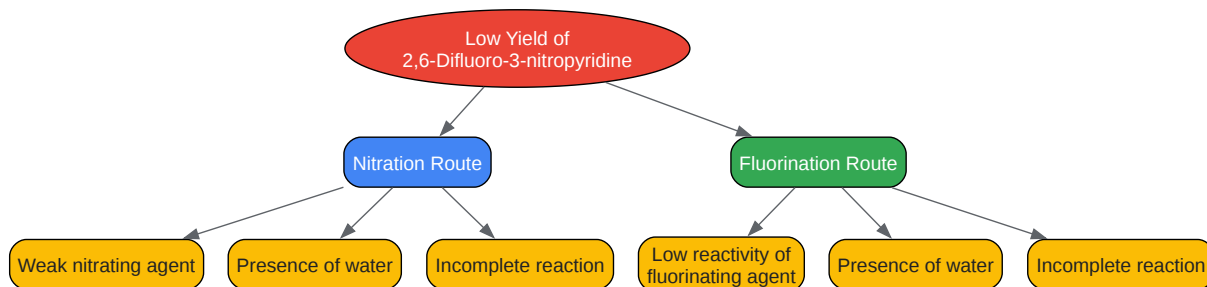 Low Yield of
2,6-Difluoro-3-nitropyridine
Nitration Route
Fluorination Route
Weak nitrating agent
Presence of water
Incomplete reaction
Low reactivity of
fluorinating agent
Presence of water
Incomplete reaction